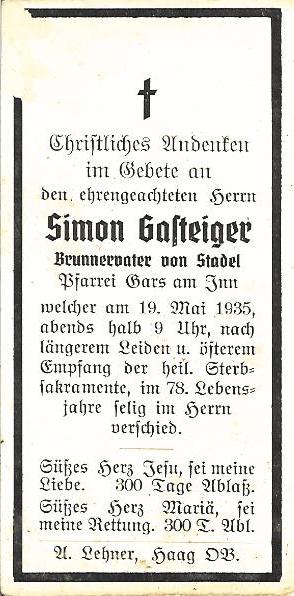 Christliches Andenken
im Gebete an
den ehrengeachteten Herrn
Simon Gasteiger
Brunnervater von Stadel
Pfarrei Gars am Inn
welcher am 19. Mai 1935,
abends halb 9 Uhr, nach
längerem Leiden u. öfterem
Empfang der heil. Sterb-
sakramente, im 78. Lebens-
jahre selig im Herrn
verschied.
Süßes Herz Jesu, sei meine
Liebe. 300 Tage Ablaß.
Süßes Herz Mariä, sei
meine Rettung. 300 T. Abl.
A. Lehner, Haag OB.